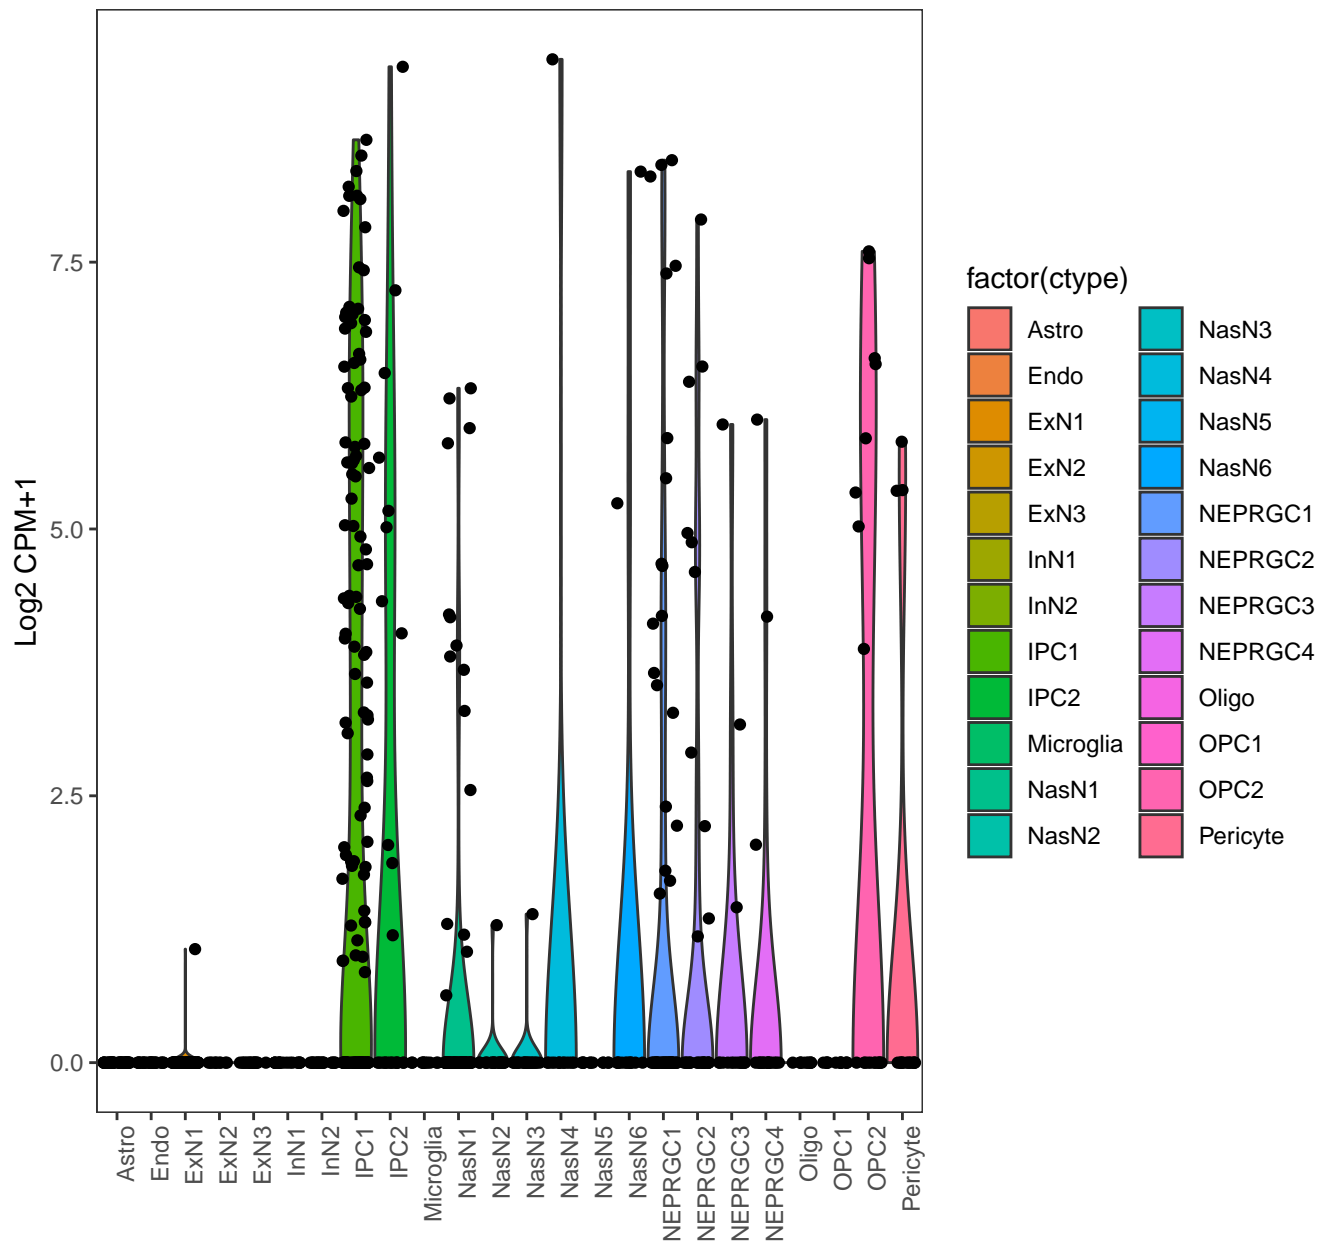 Log2 CPM+1
7.5
5.0
2.5
0.0
Astro
Endo
ExN1
ExN2
ExN3
InN1
InN2
IPC1
IPC2
Microglia
NasN1
NasN2
NasN3
NasN4
NasN5
NasN6
NEPRGC1
NEPRGC2
NEPRGC3
NEPRGC4
Oligo
OPC1
OPC2
Pericyte
factor(ctype)
Astro
Endo
ExN1
ExN2
ExN3
InN1
InN2
IPC1
IPC2
Microglia
NasN1
NasN2
NasN3
NasN4
NasN5
NasN6
NEPRGC1
NEPRGC2
NEPRGC3
NEPRGC4
Oligo
OPC1
OPC2
Pericyte